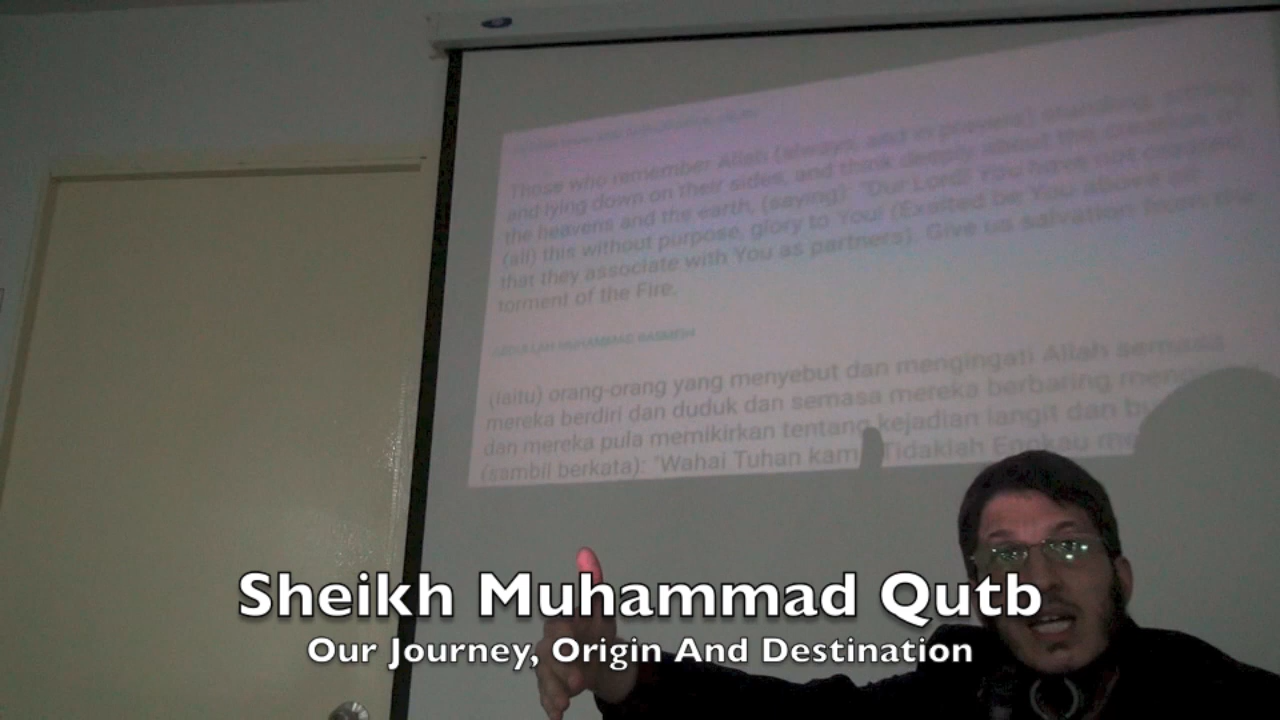 Those who remember Allah (always, and in prayers) standing, sitting,
and lying down on their sides, and think deeply about the creation of
the heavens and the earth, (saying): "Our Lord! You have not created
(all) this without purpose, glory to You! (Exalted be You above all
that they associate with You as partners). Give us salvation from the
torment of the Fire.
ABDULLAH MUHAMMAD BASMEIH
(Iaitu) orang-orang yang menyebut dan mengingati Allah semasa
mereka berdiri dan duduk dan semasa mereka berbaring
dan mereka pula memikirkan tentang kejadian langit dan
(sambil berkata): "Wahai Tuhan kami Tidaklah Engkau
Sheikh Muhammad Qutb
Our Journey, Origin And Destination